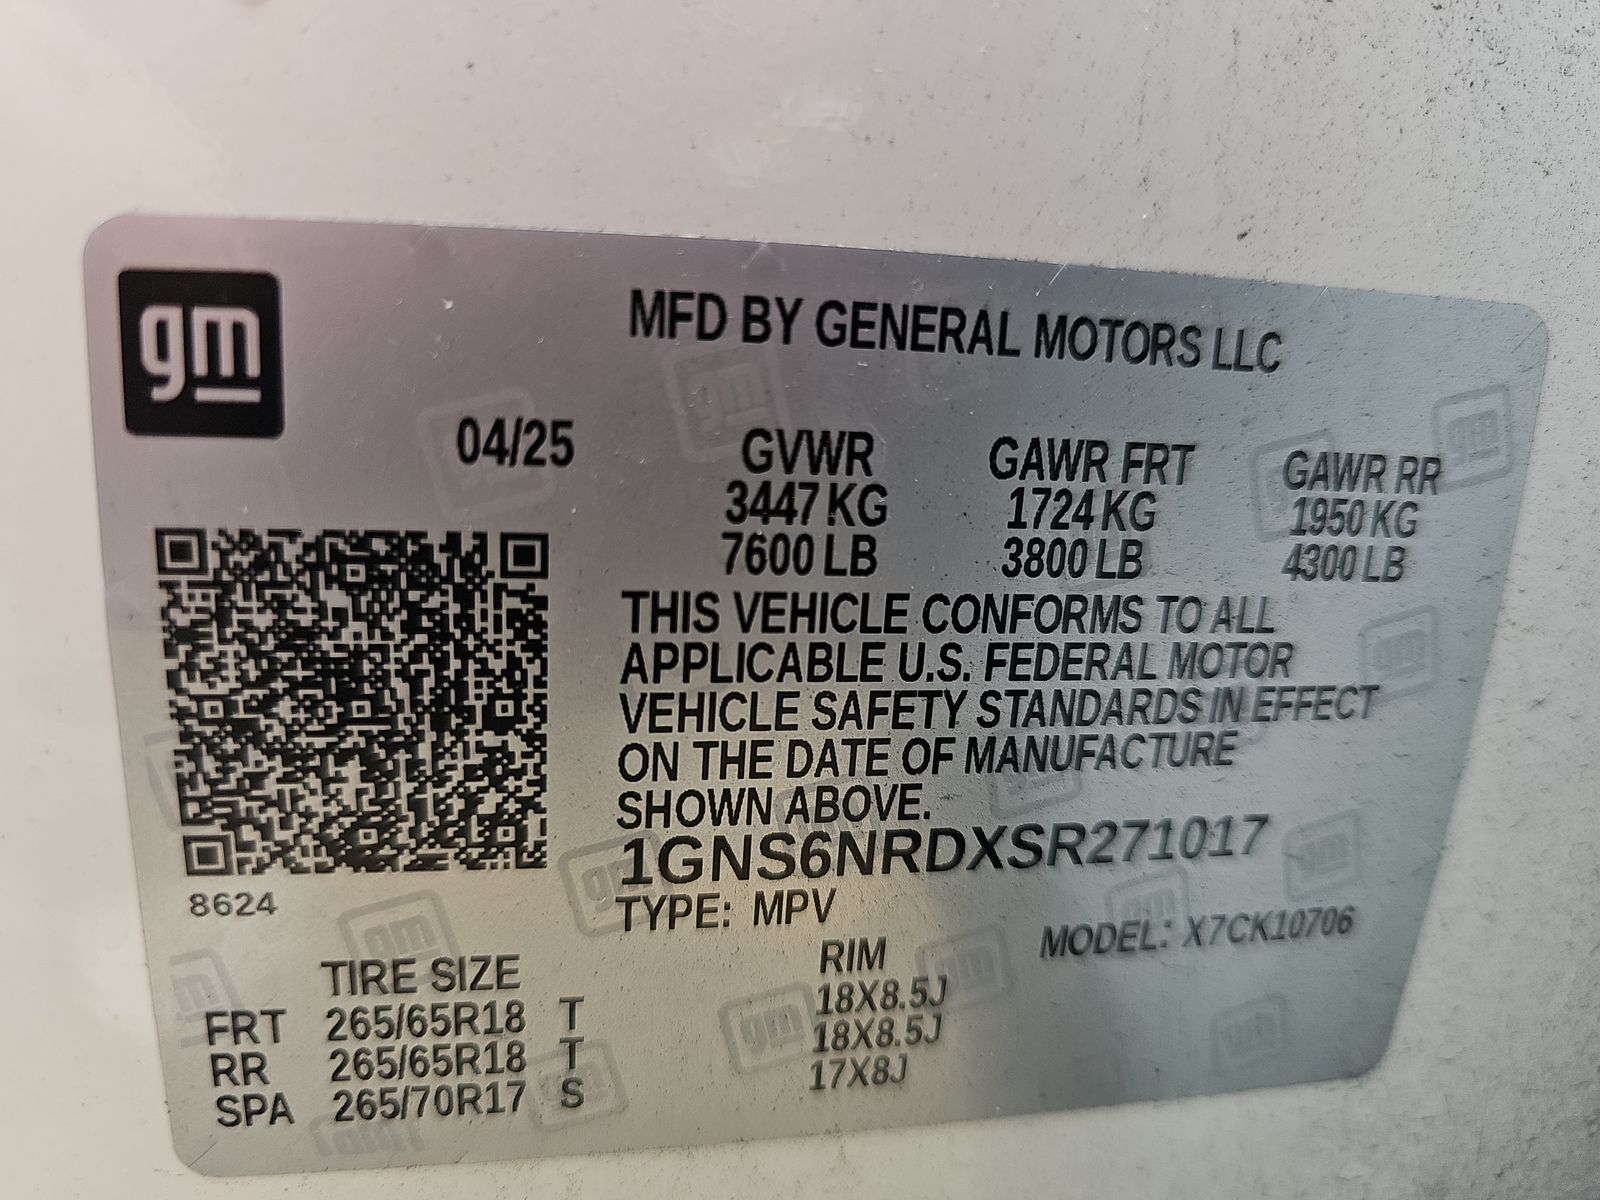 gm
MFD BY GENERAL MOTORS LLC
04/25
GVWR GAWR FRT GAWR RR
3447 KG 1724 KG 1950 KG
7600 LB 3800 LB 4300 LB
THIS VEHICLE CONFORMS TO ALL
APPLICABLE U.S. FEDERAL MOTOR
VEHICLE SAFETY STANDARDS IN EFFECT
ON THE DATE OF MANUFACTURE
SHOWN ABOVE.
1GNS6NRDXSR271017
TYPE: MPV MODEL: X7CK10706
8624
TIRE SIZE RIM
FRT 265/65R18 T 18X8.5J
RR 265/65R18 T 18X8.5J
SPA 265/70R17 S 17X8J